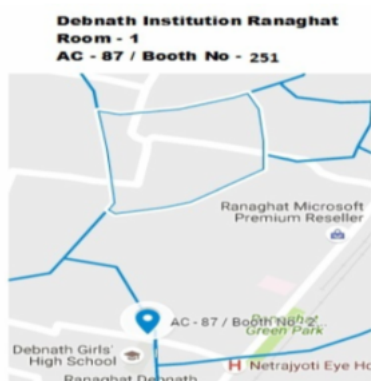 Debnath Institution Ranaghat
Room - 1
AC - 87 / Booth No - 251
Ranaghat Microsoft
Premium Reseller
AC - 87 / Booth No - 2...
Green Park
Debnath Girls'
High School
H Netrajyoti Eye Ho
Ranaghat Debnath